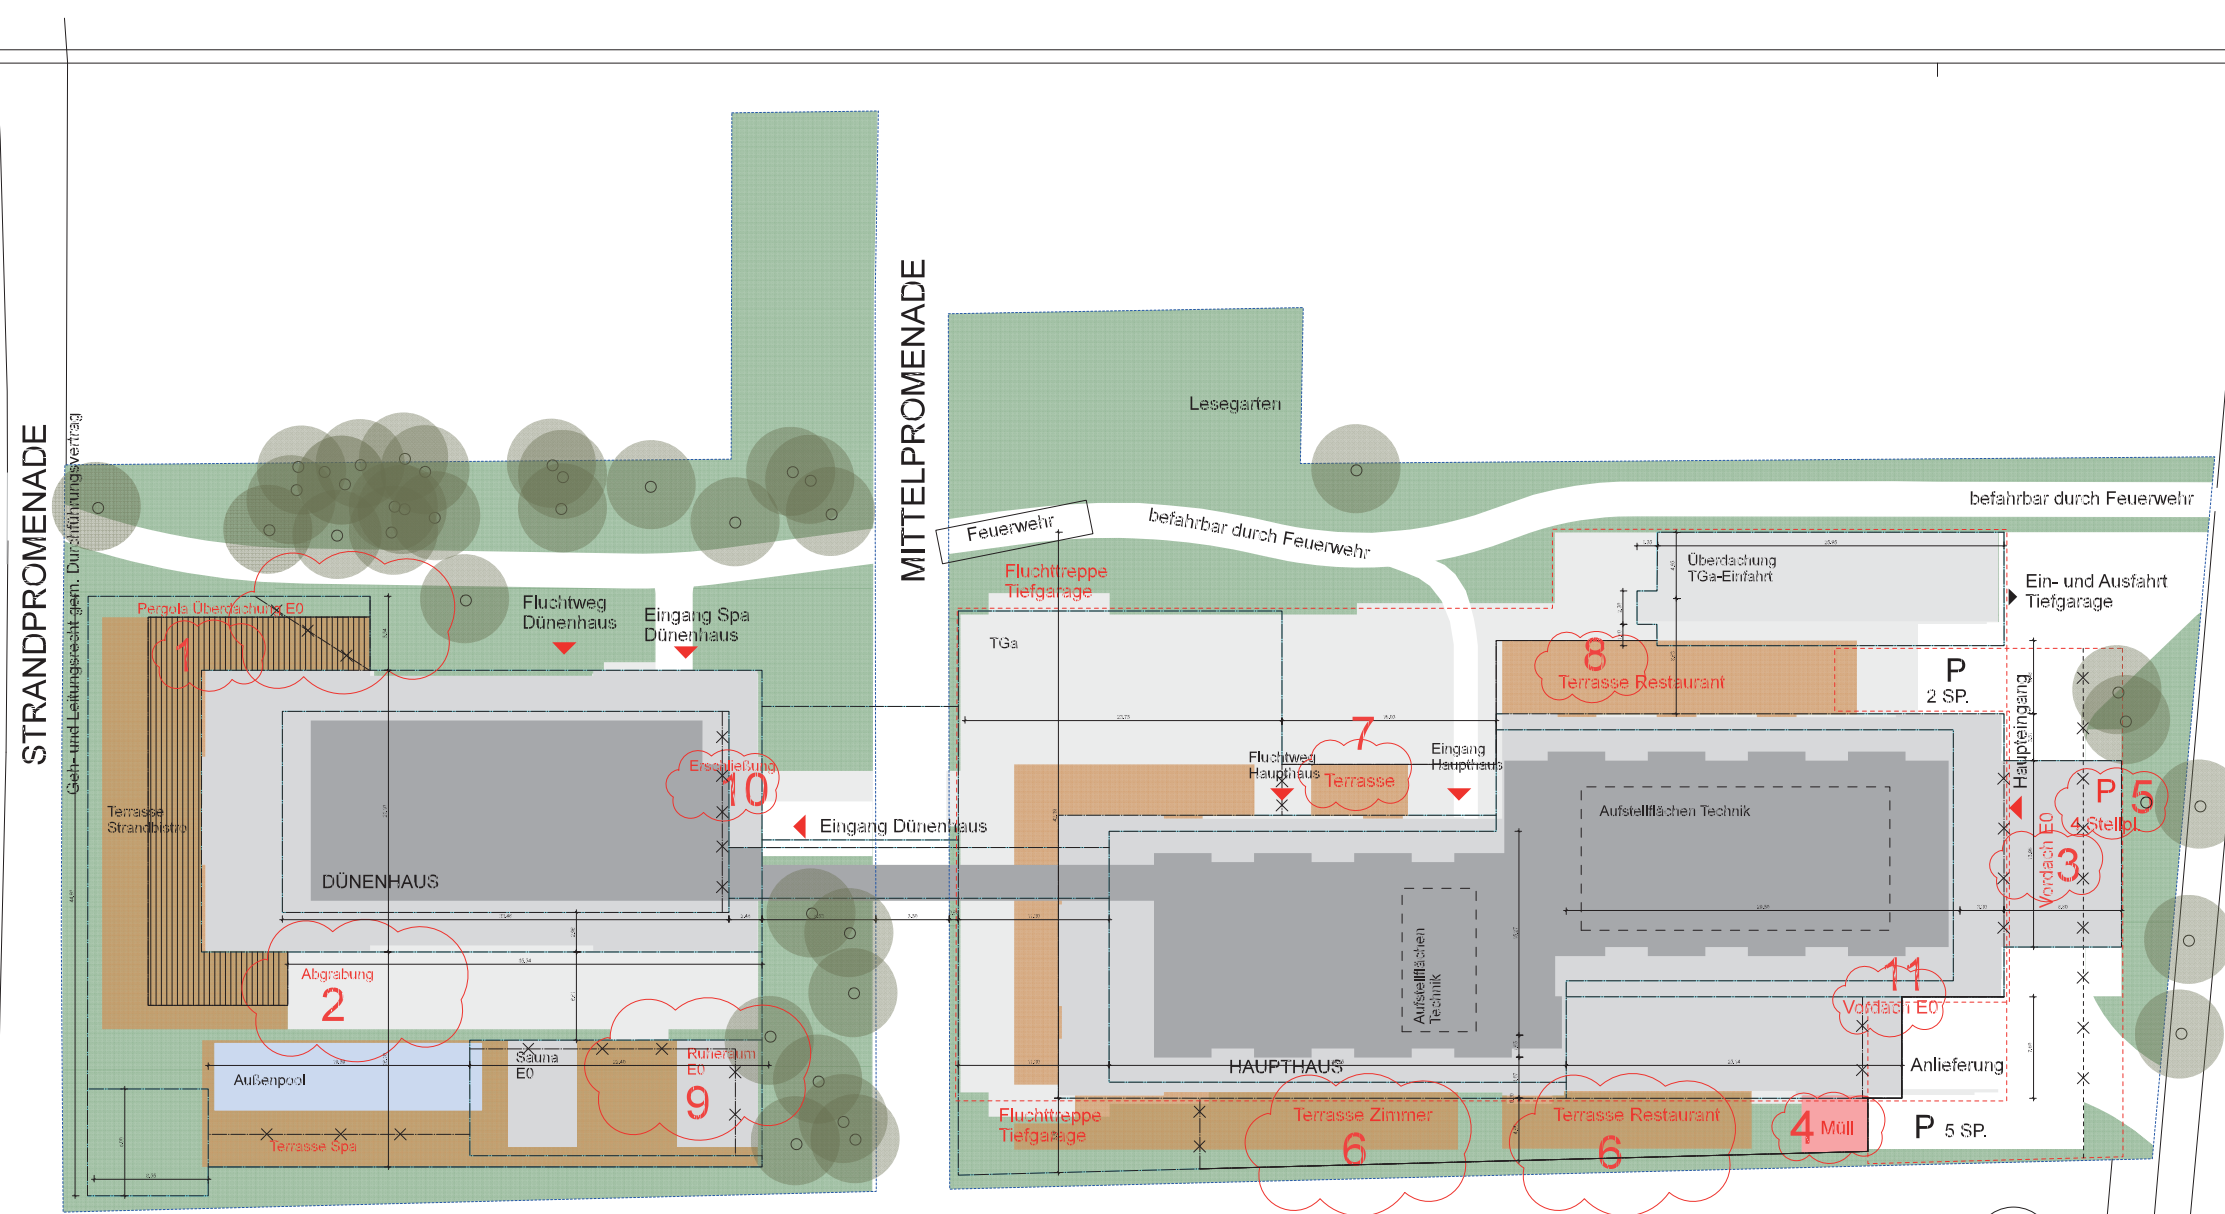 STRANDPROMENADE
Geh- und Leitungsrecht gem. Durchführungsvertrag
Pergola Überdachung E0
1
Terrasse
Strandbistro
Fluchtweg
Dünenhaus
Eingang Spa
Dünenhaus
Erschließung
10
Eingang Dünenhaus
DÜNENHAUS
Abgrabung
2
Außenpool
Sauna
E0
Ruheraum
E0
9
Terrasse Spa
MITTELPROMENADE
Lesegarten
Feuerwehr
befahrbar durch Feuerwehr
befahrbar durch Feuerwehr
Fluchttreppe
Tiefgarage
TGa
Überdachung
TGa-Einfahrt
Ein- und Ausfahrt
Tiefgarage
8
Terrasse Restaurant
P
2 SP.
Haupteingang
7
Terrasse
Fluchtweg
Haupthaus
Eingang
Haupthaus
Aufstellflächen Technik
P 5
4 Stellpl.
Vordach E0
3
Aufstellflächen
Technik
11
Vordach E0
HAUPTHAUS
Anlieferung
Fluchttreppe
Tiefgarage
Terrasse Zimmer
6
Terrasse Restaurant
6
4 Müll
P 5 SP.